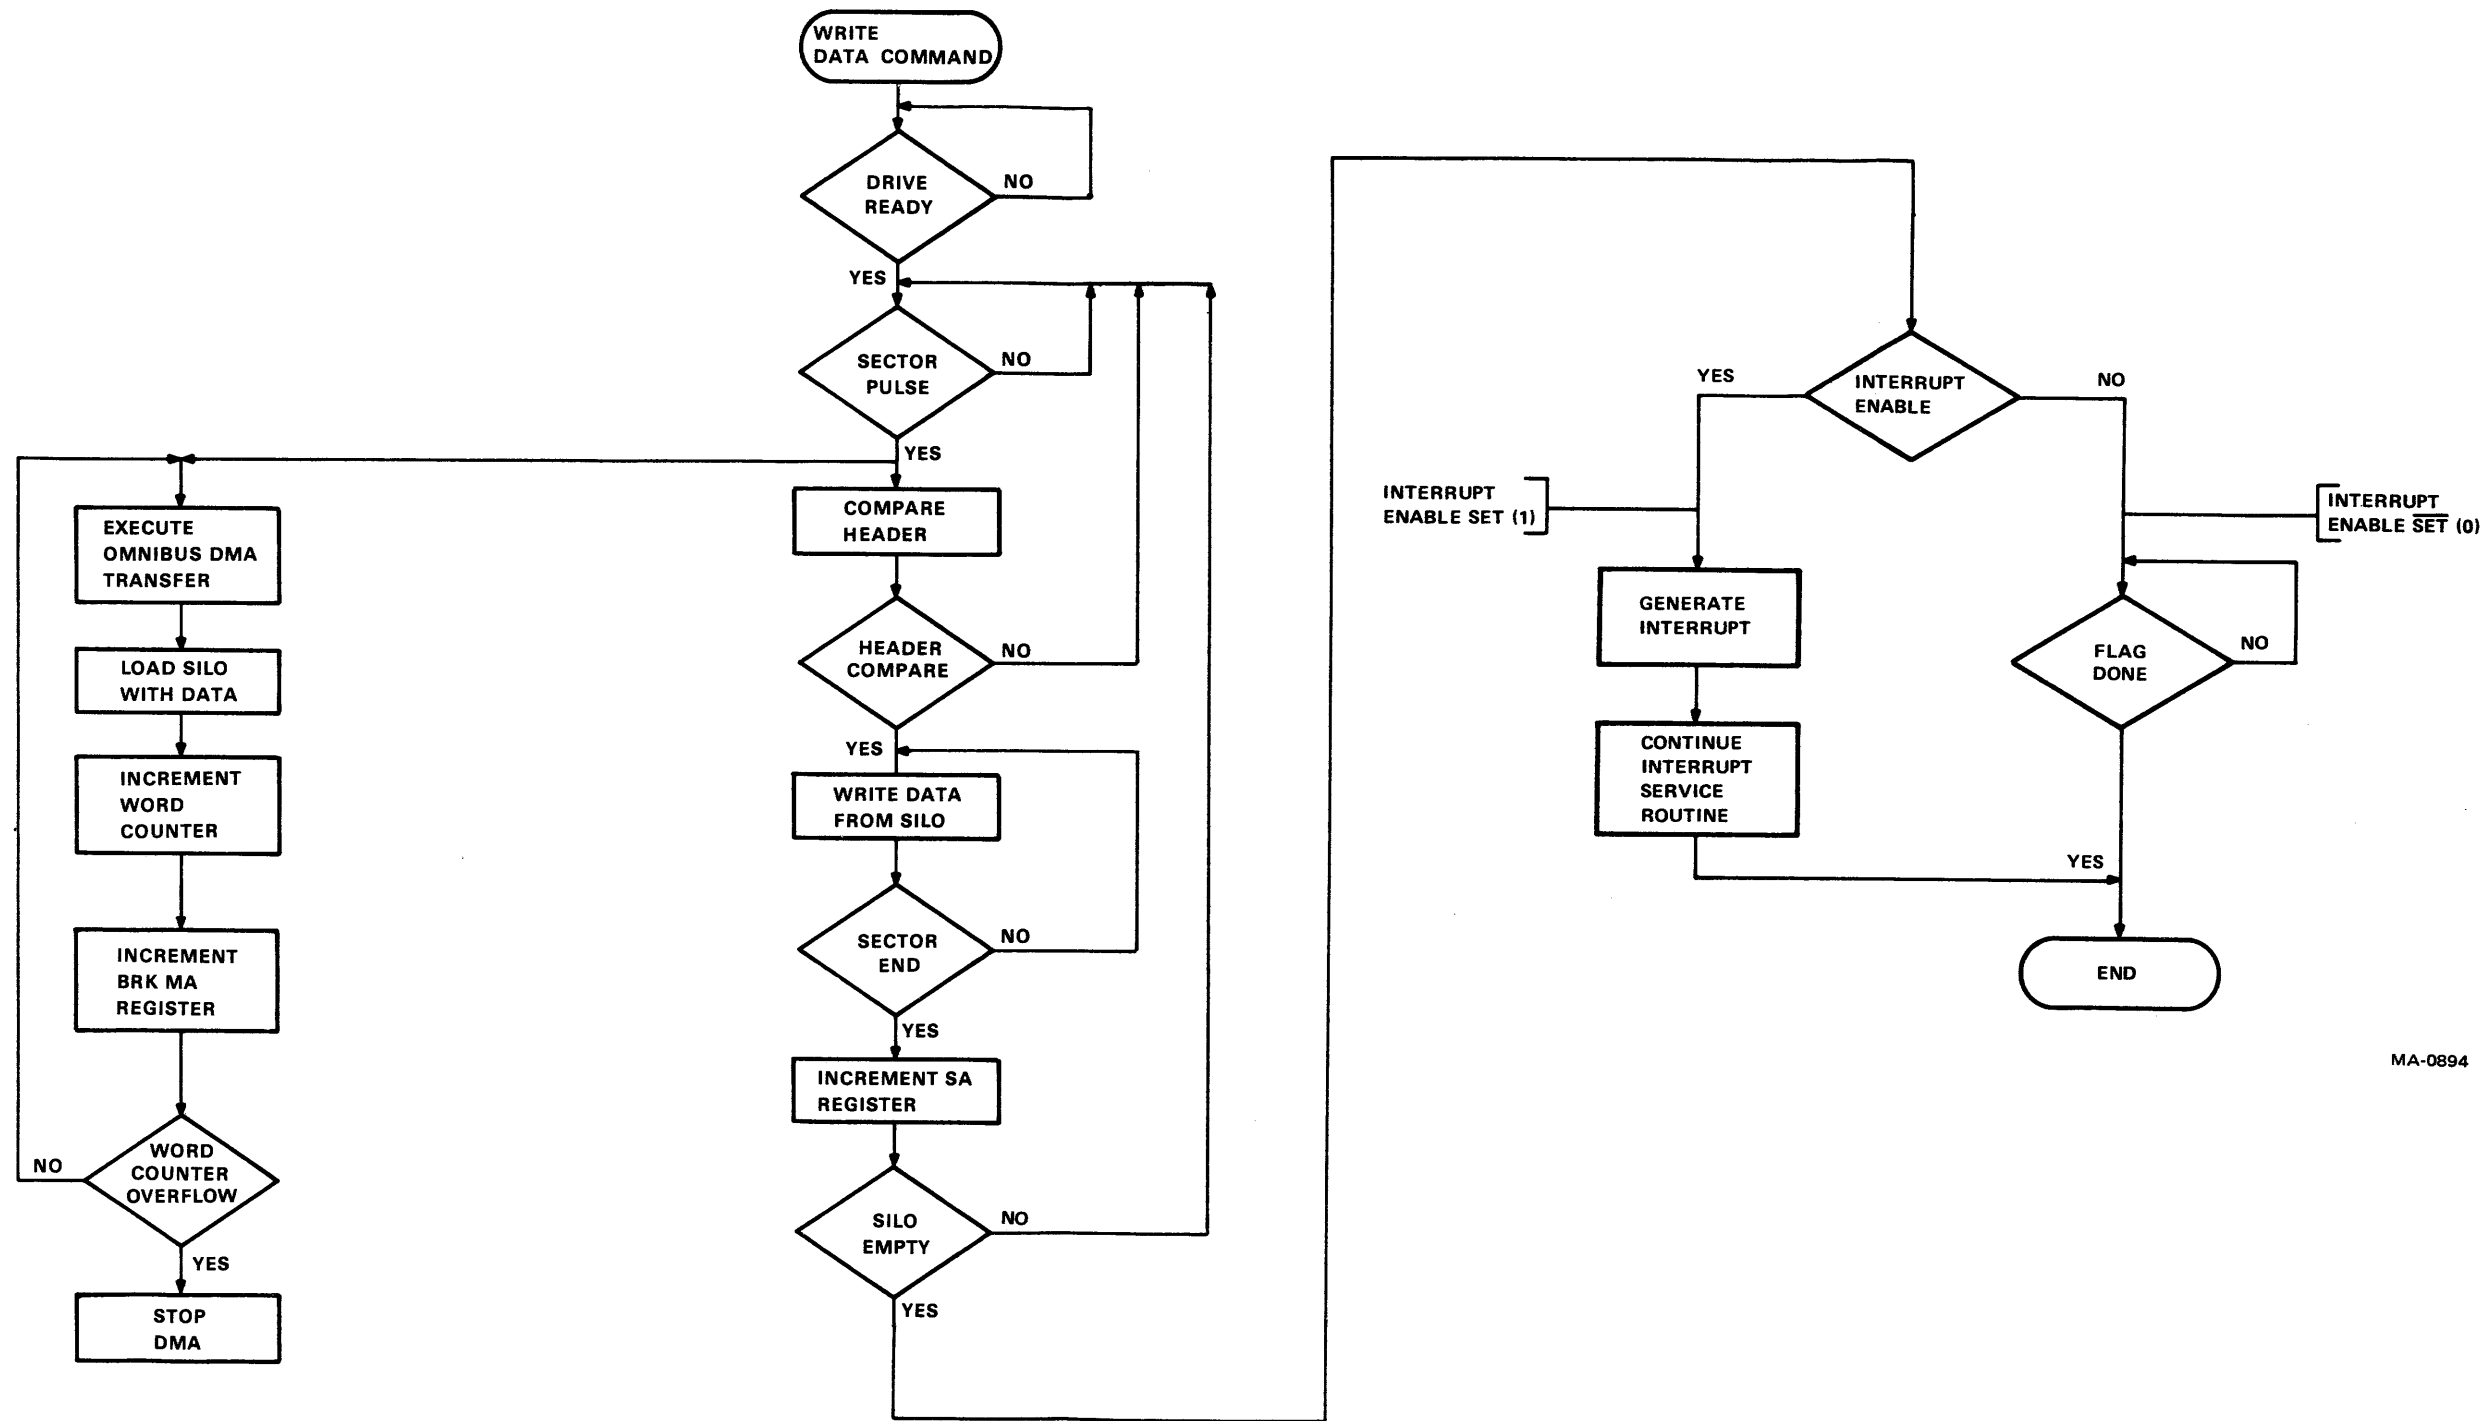 WRITE
DATA COMMAND
DRIVE
READY
NO
YES
SECTOR
PULSE
NO
YES
COMPARE
HEADER
HEADER
COMPARE
NO
YES
WRITE DATA
FROM SILO
SECTOR
END
NO
YES
INCREMENT SA
REGISTER
SILO
EMPTY
NO
YES
EXECUTE
OMNIBUS DMA
TRANSFER
LOAD SILO
WITH DATA
INCREMENT
WORD
COUNTER
INCREMENT
BRK MA
REGISTER
WORD
COUNTER
OVERFLOW
NO
YES
STOP
DMA
INTERRUPT
ENABLE
YES
NO
INTERRUPT
ENABLE SET (1)
INTERRUPT
ENABLE S̅E̅T̅ (0)
GENERATE
INTERRUPT
CONTINUE
INTERRUPT
SERVICE
ROUTINE
FLAG
DONE
NO
YES
END
MA-0894